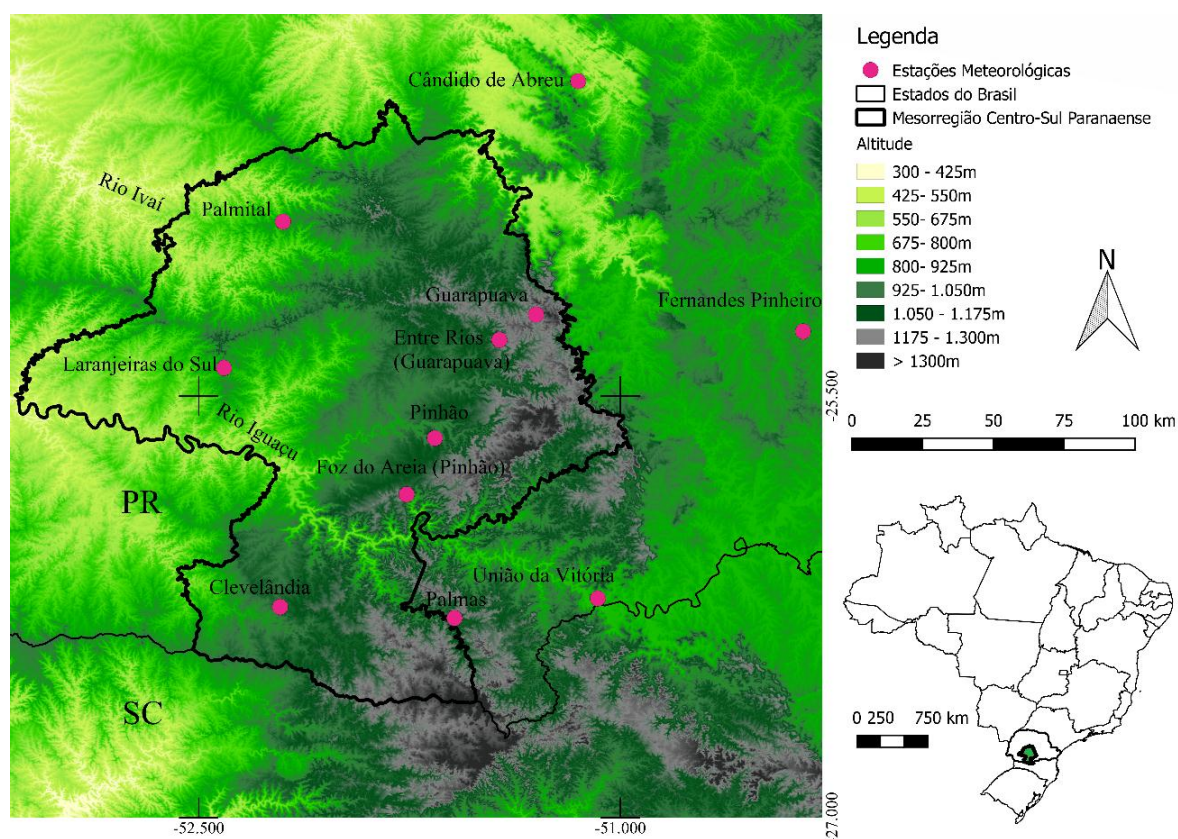 Cândido de Abreu
Rio Ivaí
Palmital
Guarapuava
Fernandes Pinheiro
Entre Rios
(Guarapuava)
Laranjeiras do Sul
Pinhão
Rio Iguaçu
Foz do Areia (Pinhão)
PR
Clevelândia
União da Vitória
Palmas
SC
-52.500
-51.000
-25.500
-27.000
Legenda
Estações Meteorológicas
Estados do Brasil
Mesorregião Centro-Sul Paranaense
Altitude
300 - 425m
425- 550m
550- 675m
675- 800m
800- 925m
925- 1.050m
1.050 - 1.175m
1175 - 1.300m
> 1300m
N
0 25 50 75 100 km
0 250 750 km